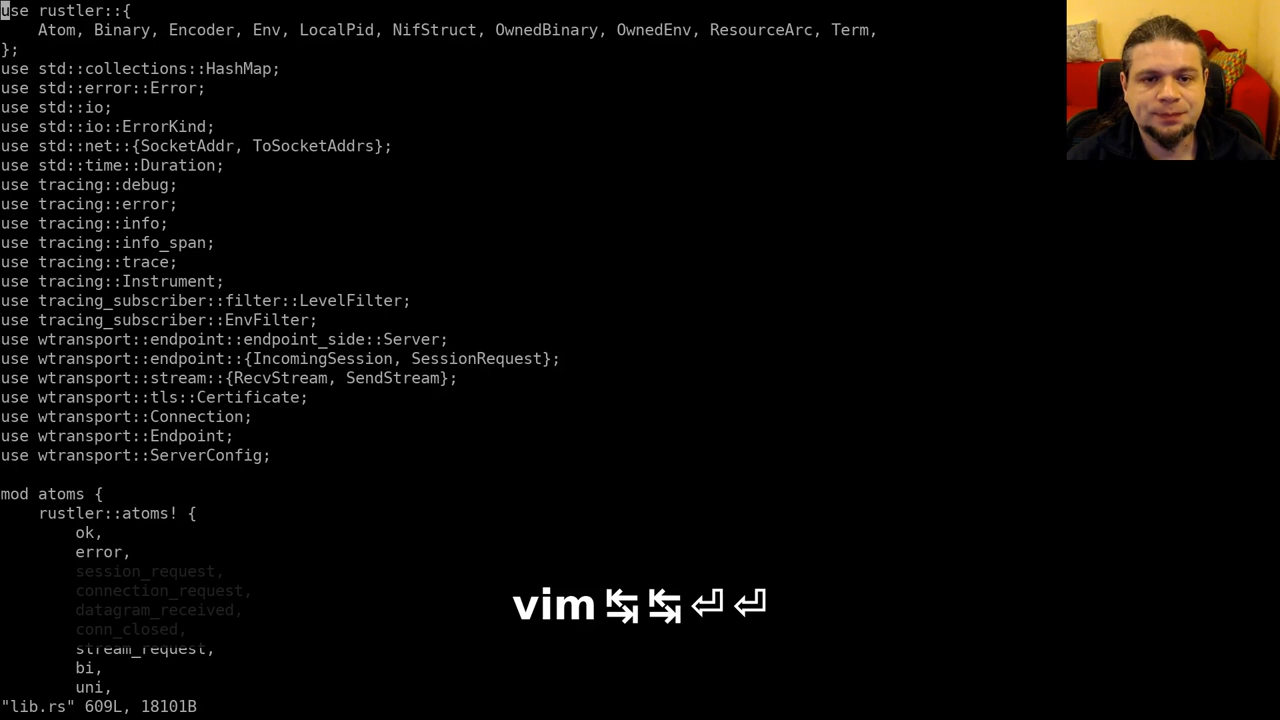 use rustler::{
    Atom, Binary, Encoder, Env, LocalPid, NifStruct, OwnedBinary, OwnedEnv, ResourceArc, Term,
};
use std::collections::HashMap;
use std::error::Error;
use std::io;
use std::io::ErrorKind;
use std::net::{SocketAddr, ToSocketAddrs};
use std::time::Duration;
use tracing::debug;
use tracing::error;
use tracing::info;
use tracing::info_span;
use tracing::trace;
use tracing::Instrument;
use tracing_subscriber::filter::LevelFilter;
use tracing_subscriber::EnvFilter;
use wtransport::endpoint::endpoint_side::Server;
use wtransport::endpoint::{IncomingSession, SessionRequest};
use wtransport::stream::{RecvStream, SendStream};
use wtransport::tls::Certificate;
use wtransport::Connection;
use wtransport::Endpoint;
use wtransport::ServerConfig;

mod atoms {
    rustler::atoms! {
        ok,
        error,
        session_request,
        connection_request,
        datagram_received,
        conn_closed,
        stream_request,
        bi,
        uni,
"lib.rs" 609L, 18101B
vim ↹ ↹ ⏎ ⏎